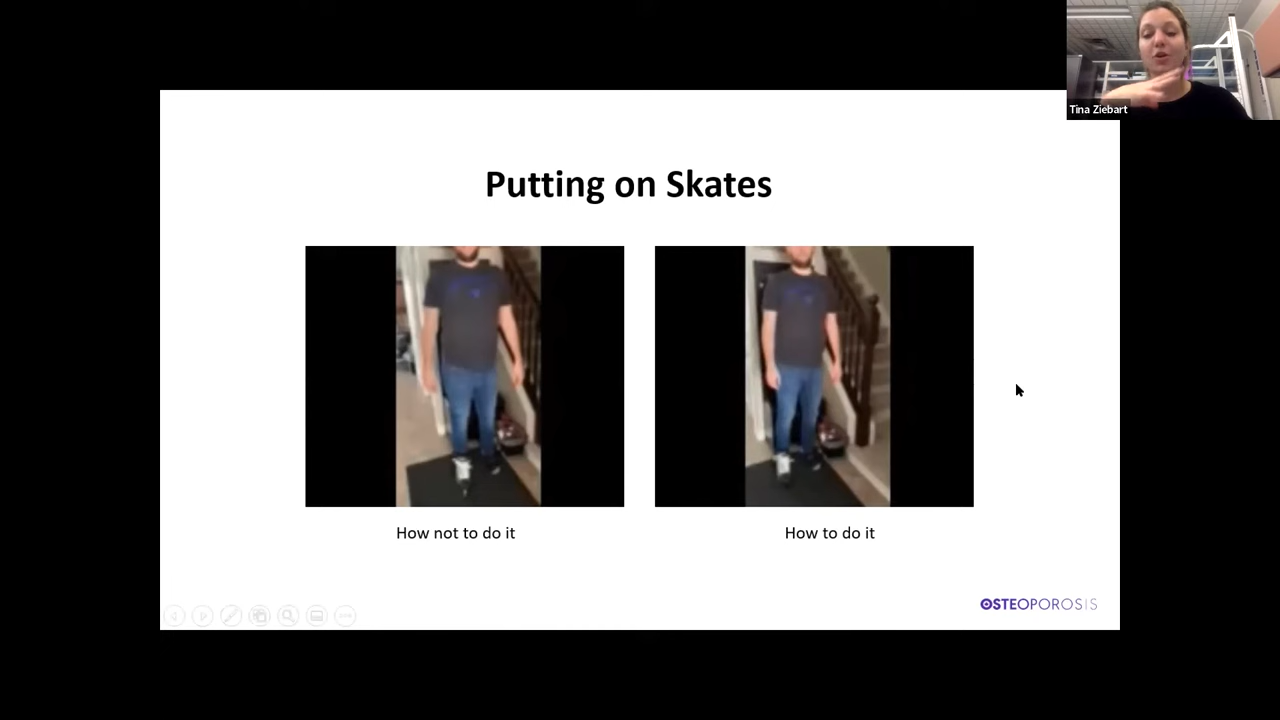 Tina Ziebart
Putting on Skates
How not to do it
How to do it
OSTEOPOROSIS